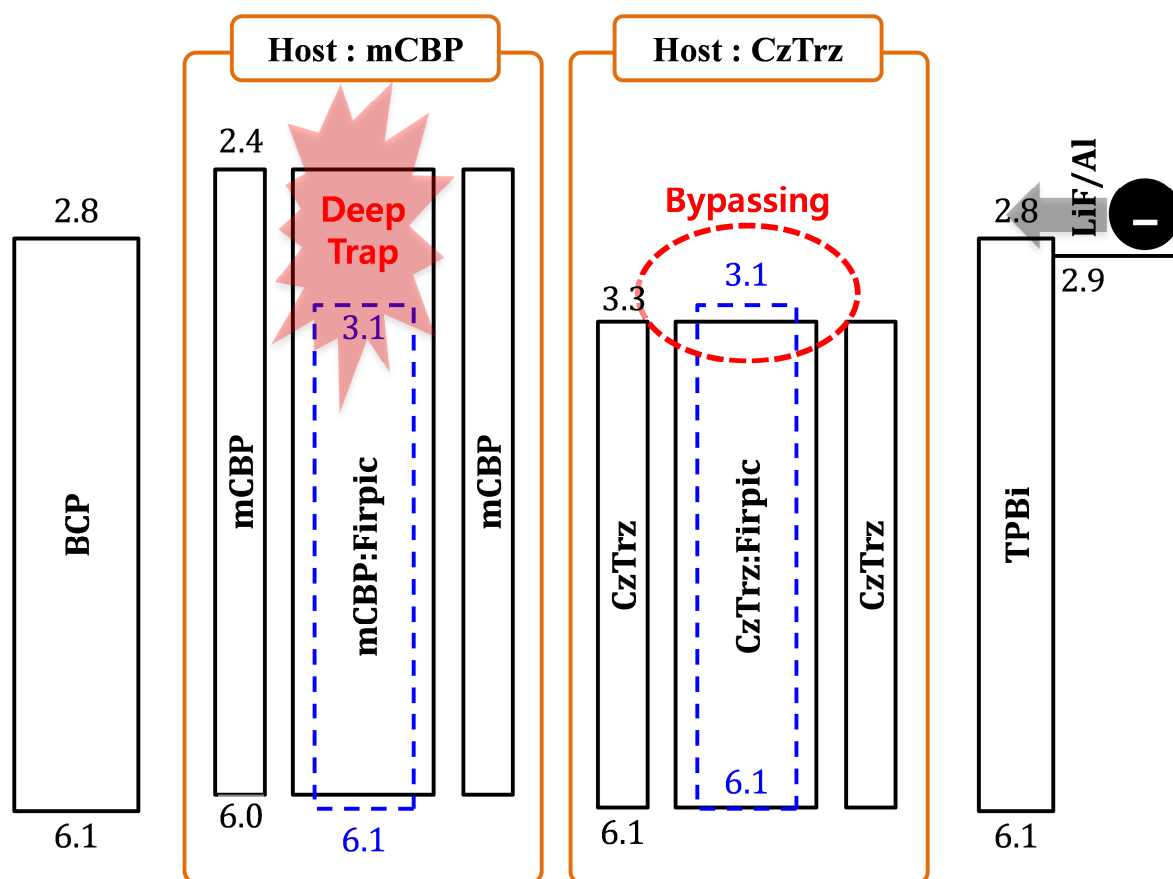 Host : mCBP
Host : CzTrz
2.8
BCP
6.1
2.4
mCBP
6.0
Deep
Trap
3.1
mCBP:Firpic
6.1
mCBP
3.3
CzTrz
6.1
Bypassing
3.1
CzTrz:Firpic
6.1
CzTrz
2.8
TPBi
6.1
LiF/Al
2.9